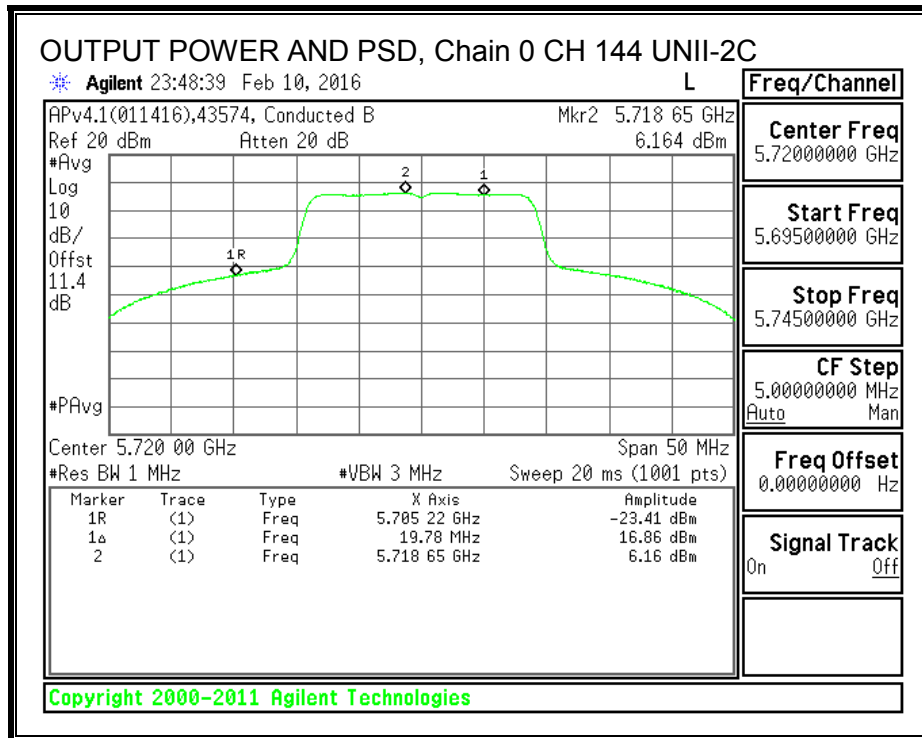 OUTPUT POWER AND PSD, Chain 0 CH 144 UNII-2C
Agilent 23:48:39 Feb 10, 2016 L
APv4.1(011416),43574, Conducted B Mkr2 5.718 65 GHz
Ref 20 dBm Atten 20 dB 6.164 dBm
#Avg
Log
10
dB/
Offst
11.4
dB
#PAvg
2
1
1R
Center 5.720 00 GHz Span 50 MHz
#Res BW 1 MHz #VBW 3 MHz Sweep 20 ms (1001 pts)
Marker Trace Type X Axis Amplitude
1R (1) Freq 5.705 22 GHz -23.41 dBm
1Δ (1) Freq 19.78 MHz 16.86 dBm
2 (1) Freq 5.718 65 GHz 6.16 dBm
Freq/Channel
Center Freq
5.72000000 GHz
Start Freq
5.69500000 GHz
Stop Freq
5.74500000 GHz
CF Step
5.00000000 MHz
Auto Man
Freq Offset
0.00000000 Hz
Signal Track
On Off
Copyright 2000-2011 Agilent Technologies